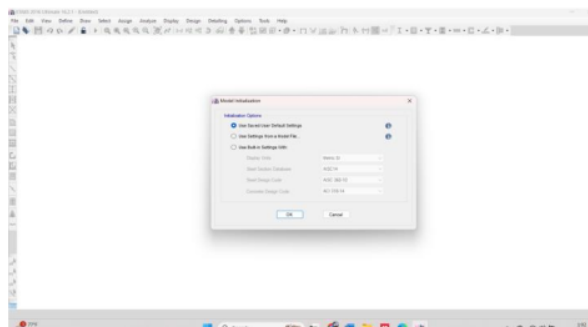 File Edit View Define Draw Select Assign Analyze Display Design Detailing Options Tools Help
Model Initialization
Initialization Options
Use Saved User Default Settings
Use Settings from a Model File...
Use Built-in Settings With:
Display Units
Metric SI
Steel Section Database
Steel Design Code
Concrete Design Code
OK
Cancel